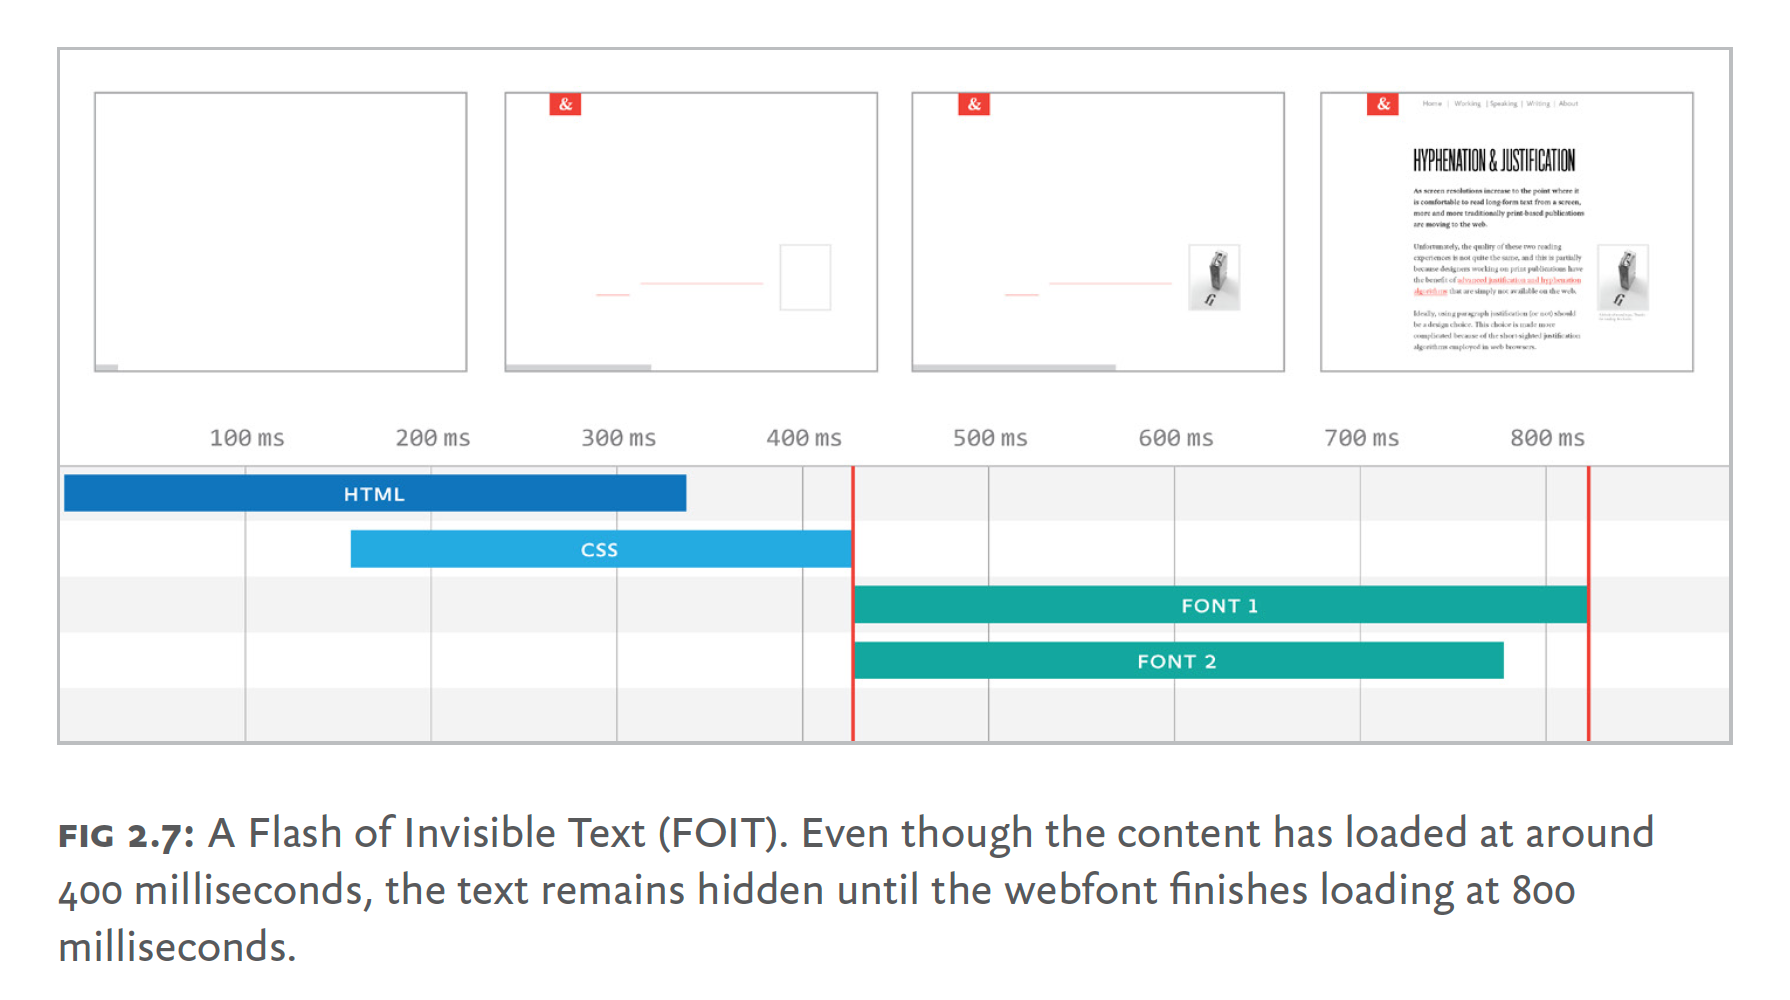 &
&
&
Home | Working | Speaking | Writing | About
HYPHENATION & JUSTIFICATION
As screen resolutions increase to the point where it
is comfortable to read long-form text from a screen,
more and more traditionally print-based publications
are moving to the web.
Unfortunately, the quality of these two reading
experiences is not quite the same, and this is partially
because designers working on print publications have
the benefit of advanced justification and hyphenation
algorithms that are simply not available on the web.
Ideally, using paragraph justification (or not) should
be a design choice. This choice is made more
complicated because of the short-sighted justification
algorithms employed in web browsers.
100 ms 200 ms 300 ms 400 ms 500 ms 600 ms 700 ms 800 ms
HTML
CSS
FONT 1
FONT 2
FIG 2.7: A Flash of Invisible Text (FOIT). Even though the content has loaded at around
400 milliseconds, the text remains hidden until the webfont finishes loading at 800
milliseconds.